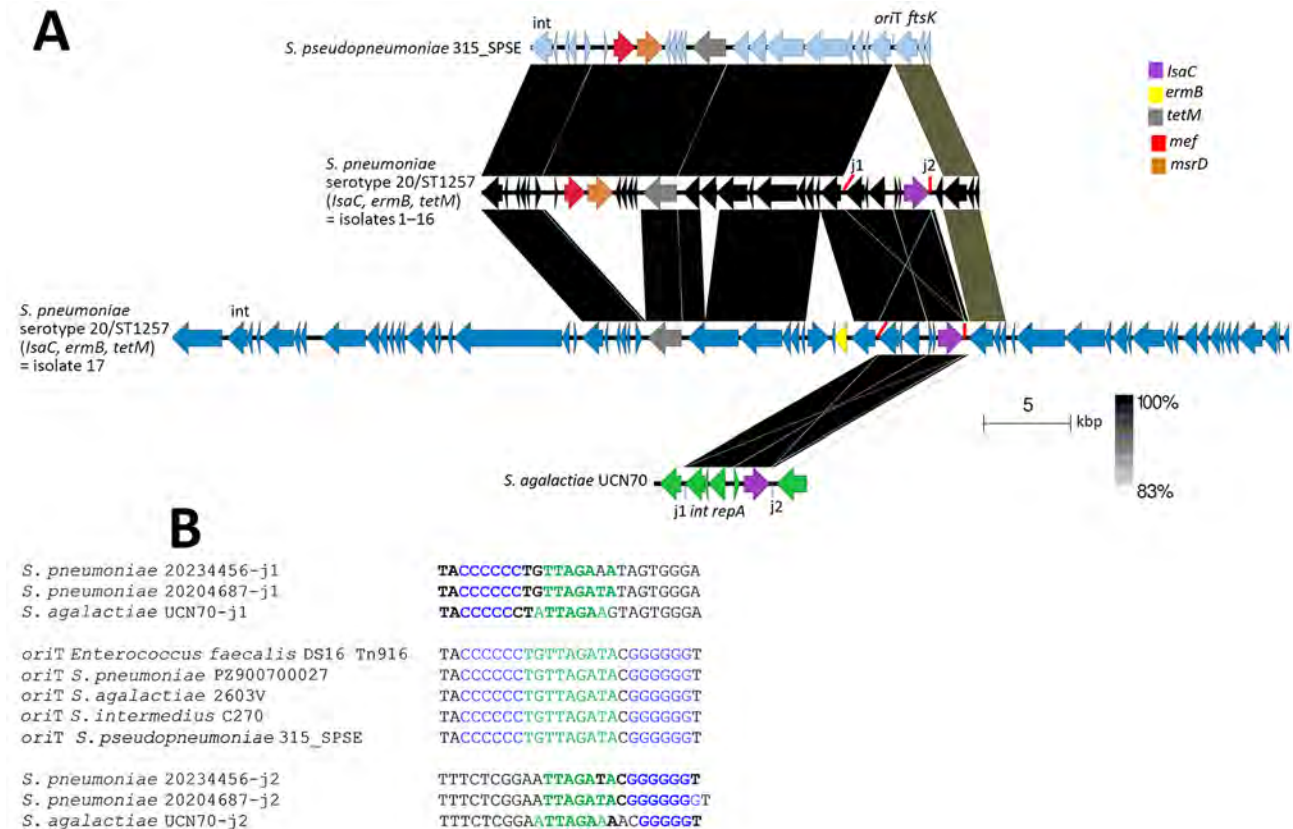 A
int
oriT ftsK
S. pseudopneumoniae 315_SPSE
lsaC
ermB
tetM
mef
msrD
S. pneumoniae
serotype 20/ST1257
(lsaC, ermB, tetM)
= isolates 1–16
j1
j2
S. pneumoniae
serotype 20/ST1257
(lsaC, ermB, tetM)
= isolate 17
int
5
kbp
100%
83%
S. agalactiae UCN70
j1 int repA j2
B
S. pneumoniae 20234456-j1 TACCCCCCTGTTAGAAATAGTGGGA
S. pneumoniae 20204687-j1 TACCCCCCTGTTAGATATAGTGGGA
S. agalactiae UCN70-j1 TACCCCCCTATTAGAAGTAGTGGGA
oriT Enterococcus faecalis DS16 Tn916 TACCCCCCTGTTAGATACGGGGGGT
oriT S.pneumoniae PZ900700027 TACCCCCCTGTTAGATACGGGGGGT
oriT S.agalactiae 2603V TACCCCCCTGTTAGATACGGGGGGT
oriT S.intermedius C270 TACCCCCCTGTTAGATACGGGGGGT
oriT S.pseudopneumoniae 315_SPSE TACCCCCCTGTTAGATACGGGGGGT
S. pneumoniae 20234456-j2 TTTCTCGGAATTAGATACGGGGGGT
S. pneumoniae 20204687-j2 TTTCTCGGAATTAGATACGGGGGGGT
S. agalactiae UCN70-j2 TTTCTCGGAATTAGAAAACGGGGGT